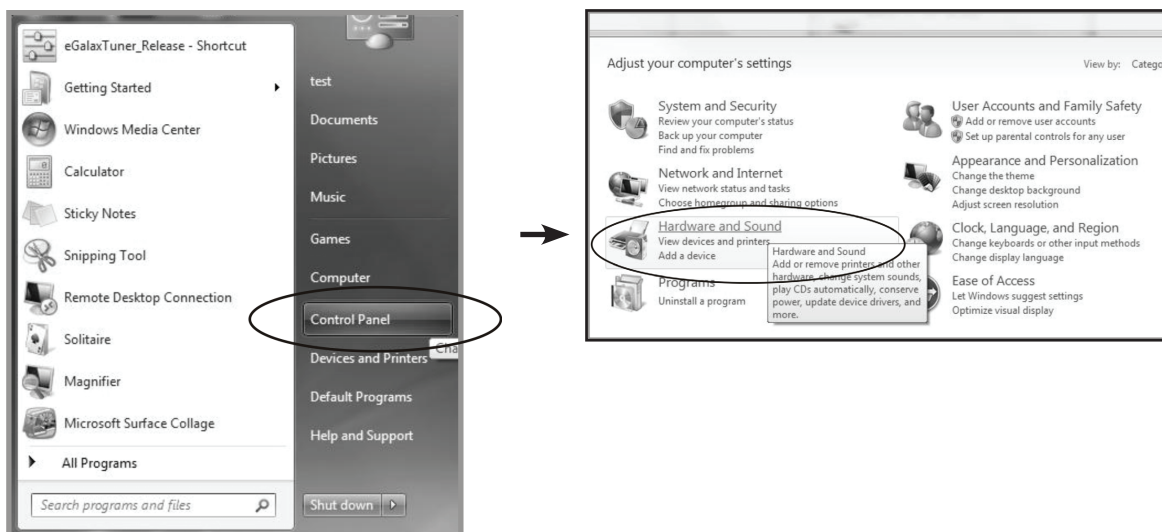 eGalaxTuner_Release - Shortcut
Getting Started
Windows Media Center
Calculator
Sticky Notes
Snipping Tool
Remote Desktop Connection
Solitaire
Magnifier
Microsoft Surface Collage
All Programs
Search programs and files
test
Documents
Pictures
Music
Games
Computer
Control Panel
Cha
Devices and Printers
Default Programs
Help and Support
Shut down
Adjust your computer's settings
View by: Catego
System and Security
Review your computer's status
Back up your computer
Find and fix problems
Network and Internet
View network status and tasks
Choose homegroup and sharing options
Hardware and Sound
View devices and printers
Add a device
Hardware and Sound
Add or remove printers and other
hardware, change system sounds,
play CDs automatically, conserve
power, update device drivers, and
more.
Programs
Uninstall a program
User Accounts and Family Safety
Add or remove user accounts
Set up parental controls for any user
Appearance and Personalization
Change the theme
Change desktop background
Adjust screen resolution
Clock, Language, and Region
Change keyboards or other input methods
Change display language
Ease of Access
Let Windows suggest settings
Optimize visual display